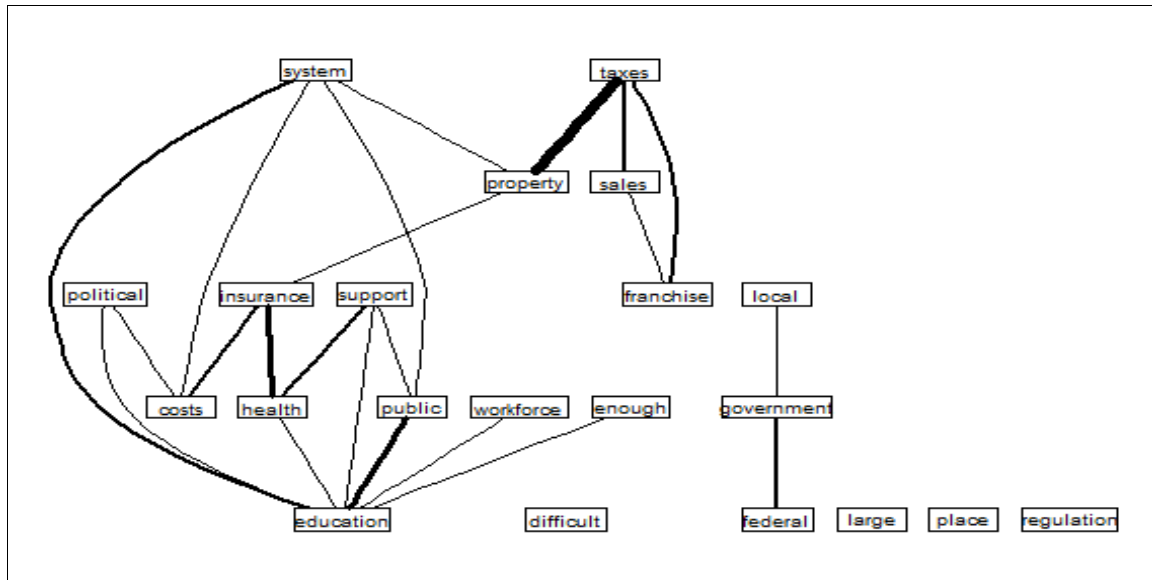 system
taxes
property
sales
political
insurance
support
franchise
local
costs
health
public
workforce
enough
government
education
difficult
federal
large
place
regulation